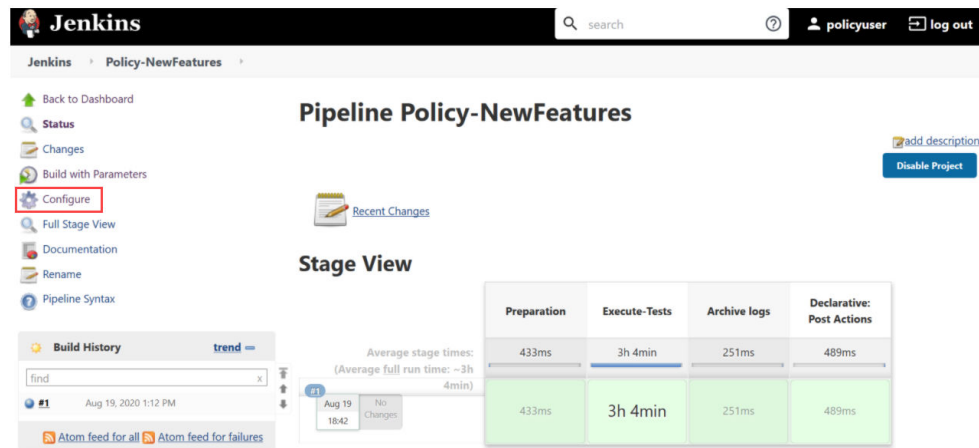 Jenkins
search
policyuser
log out
Jenkins
Policy-NewFeatures
Back to Dashboard
Status
Changes
Build with Parameters
Configure
Full Stage View
Documentation
Rename
Pipeline Syntax
Build History
trend
find
x
#1
Aug 19, 2020 1:12 PM
Atom feed for all
Atom feed for failures
Pipeline Policy-NewFeatures
add description
Disable Project
Recent Changes
Stage View
Preparation
Execute-Tests
Archive logs
Declarative:
Post Actions
Average stage times:
(Average full run time: ~3h
4min)
433ms
3h 4min
251ms
489ms
#1
Aug 19
18:42
No
Changes
433ms
3h 4min
251ms
489ms